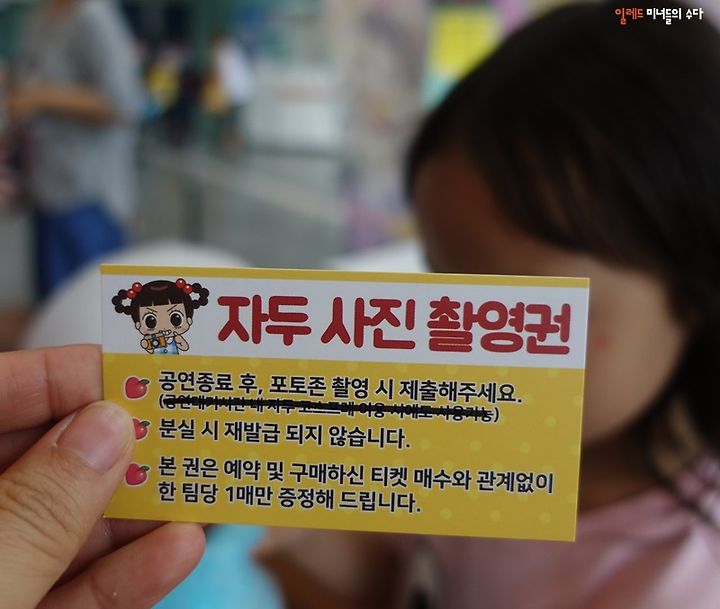 일레드 미녀들의 수다
자두 사진 촬영권
공연종료 후, 포토존 촬영 시 제출해주세요.
분실 시 재발급 되지 않습니다.
본 권은 예약 및 구매하신 티켓 매수와 관계없이
한 팀당 1매만 증정해 드립니다.